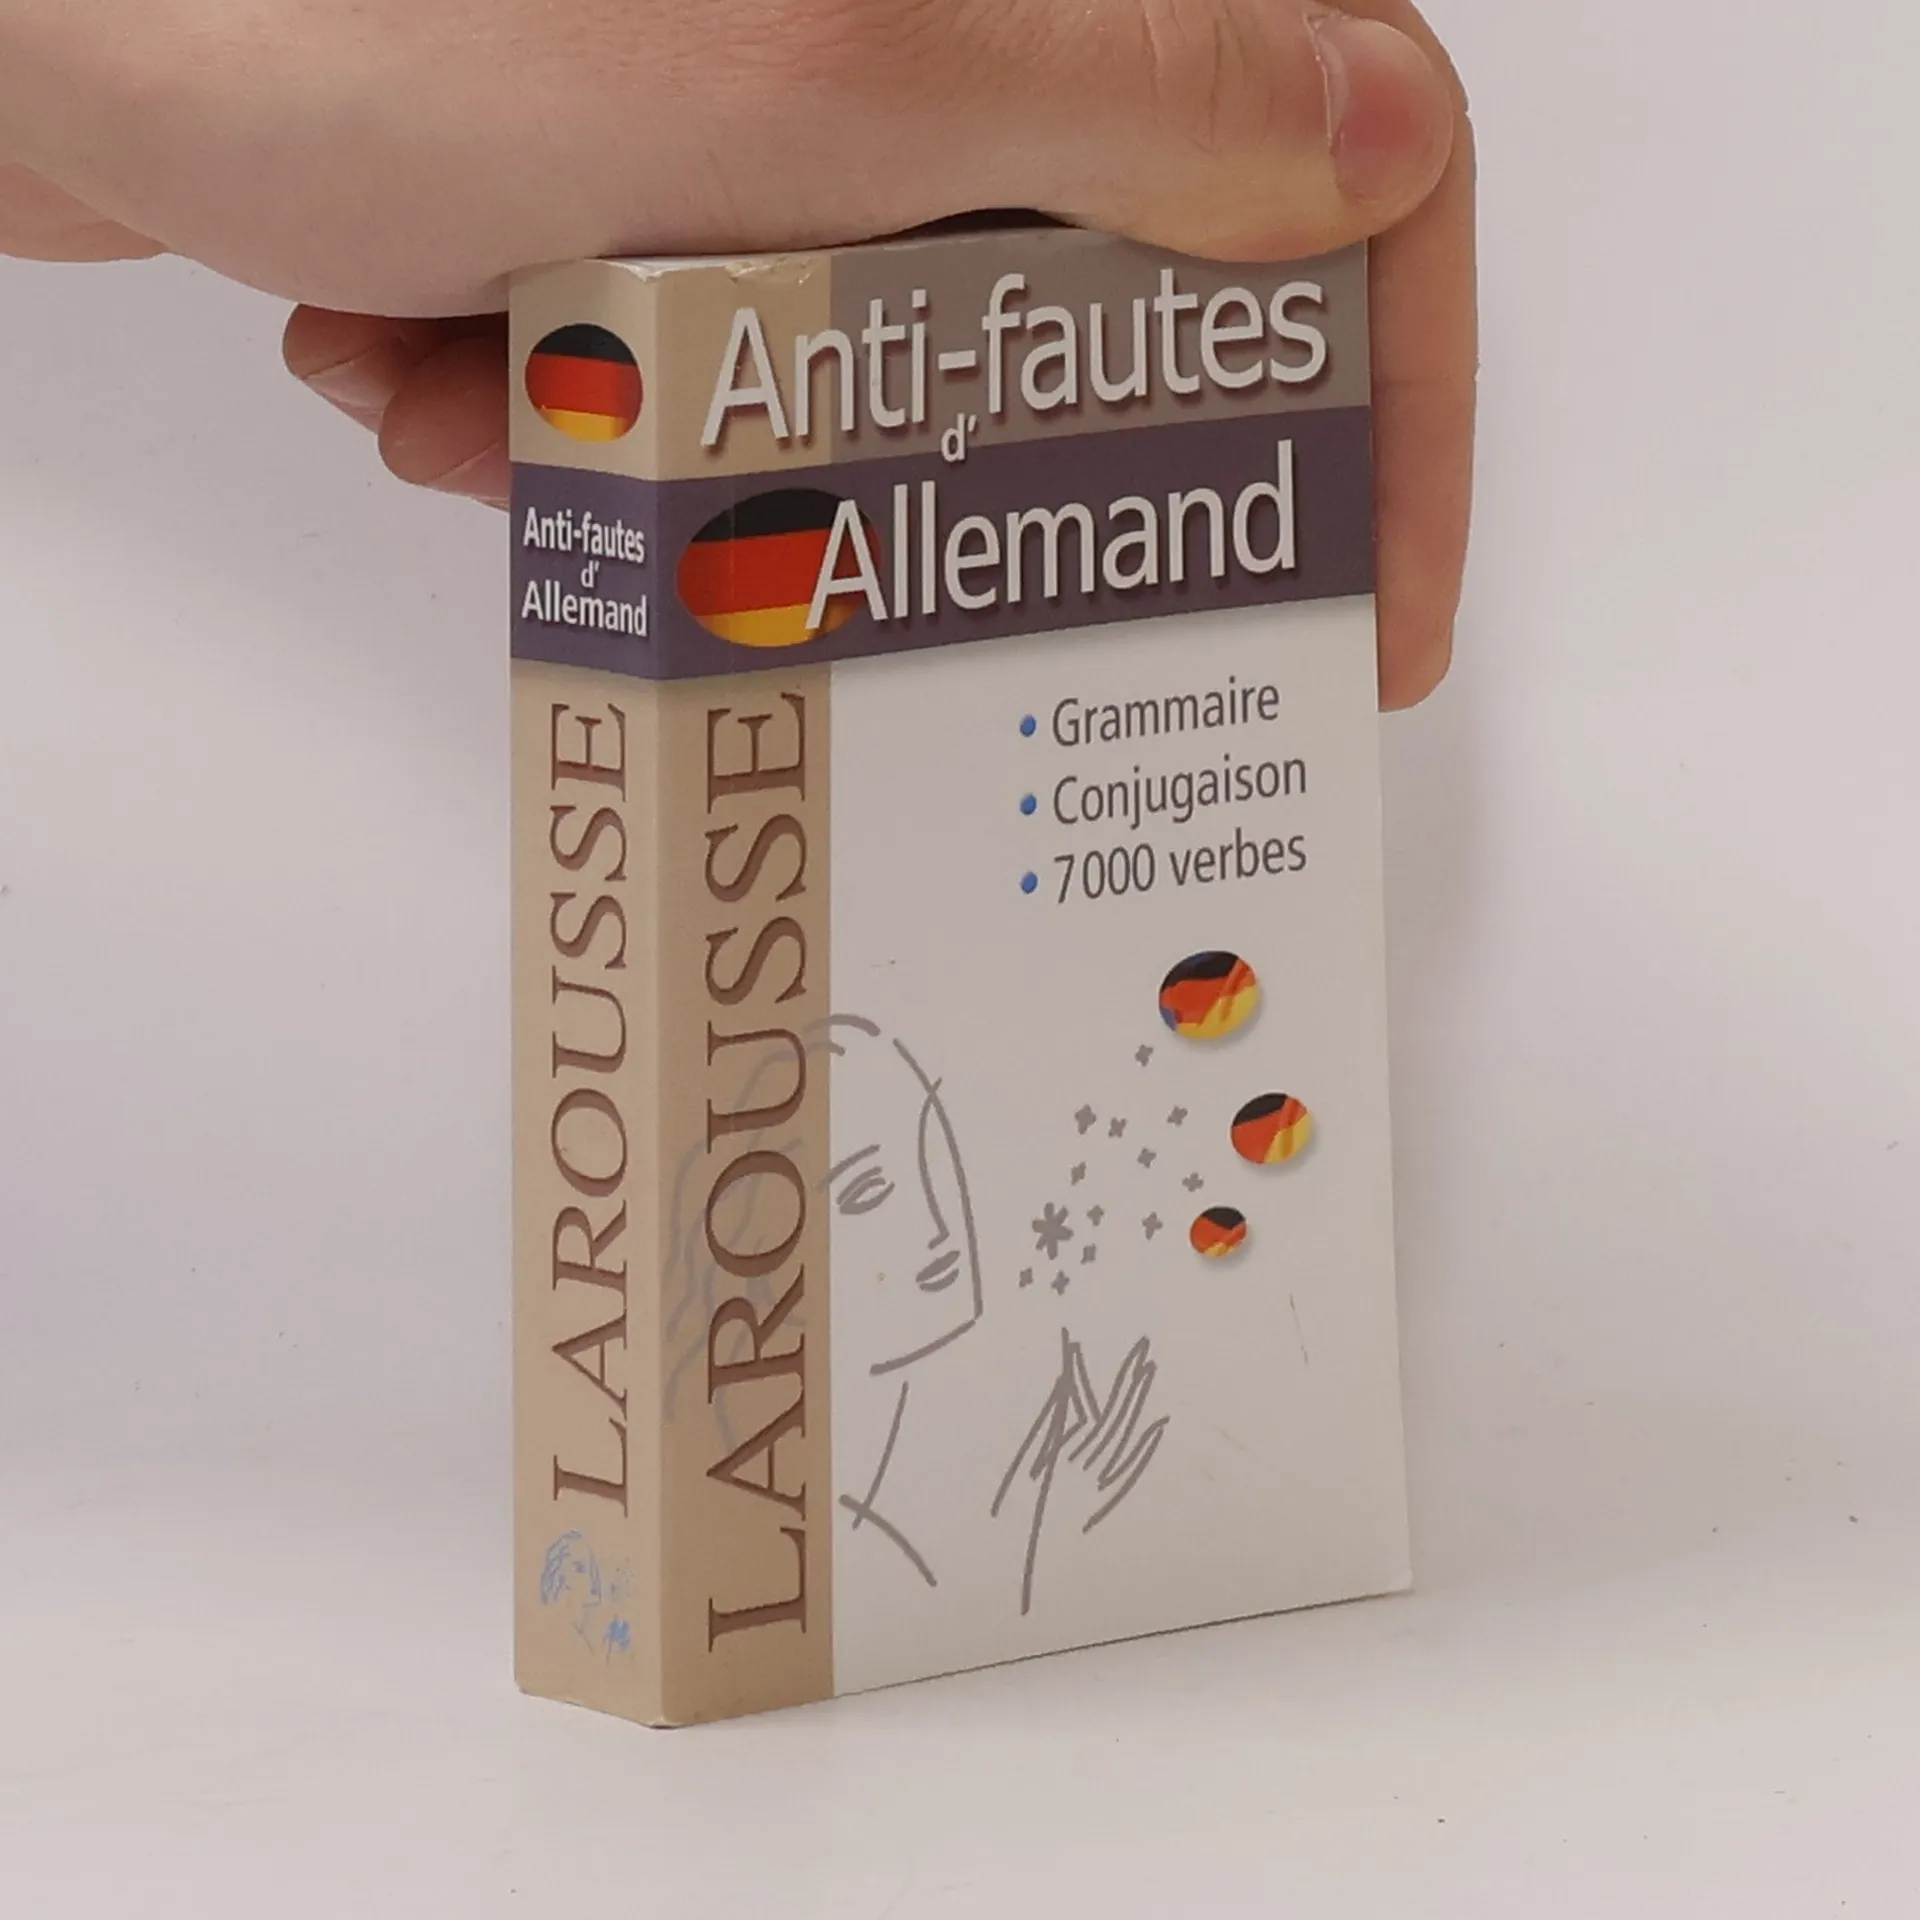 Anti-fautes
d'
Allemand
LAROUSSE
Anti-fautes
d'
Allemand
• Grammaire
• Conjugaison
• 7000 verbes
LAROUSSE